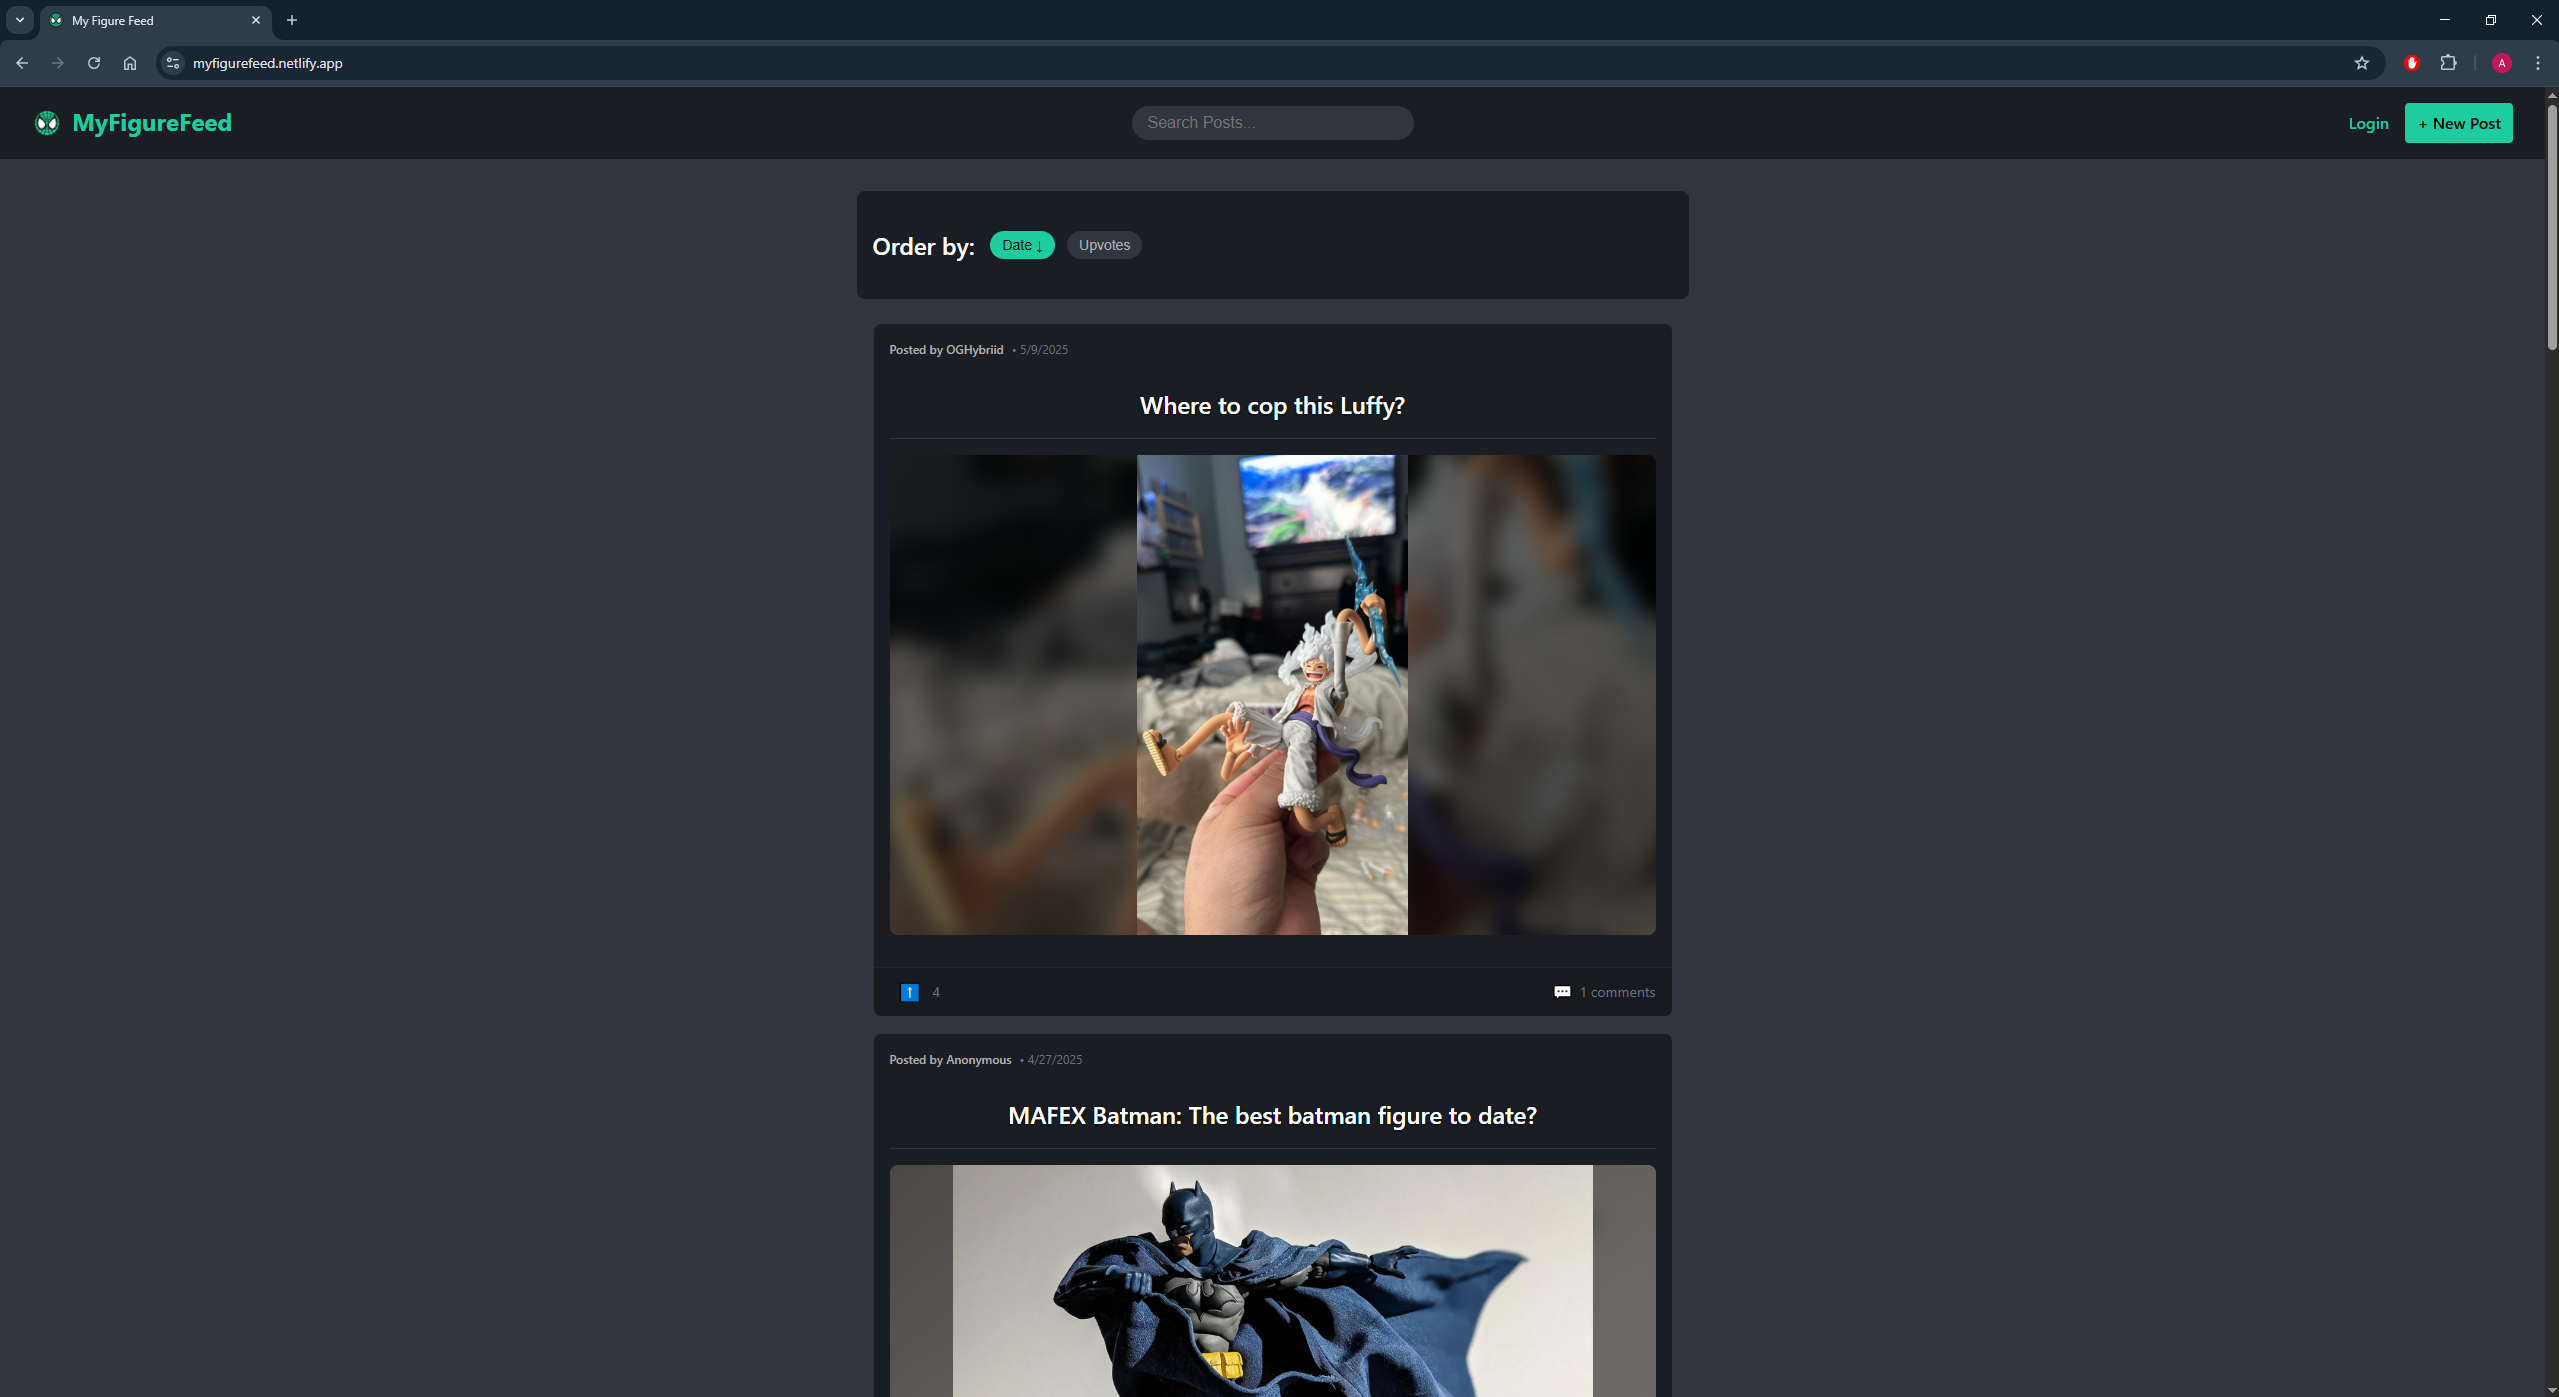 My Figure Feed
myfigurefeed.netlify.app
A
MyFigureFeed
Search Posts...
Login
+ New Post
Order by:
Date ↓
Upvotes
Posted by OGHybriid • 5/9/2025
Where to cop this Luffy?
4
1 comments
Posted by Anonymous • 4/27/2025
MAFEX Batman: The best batman figure to date?